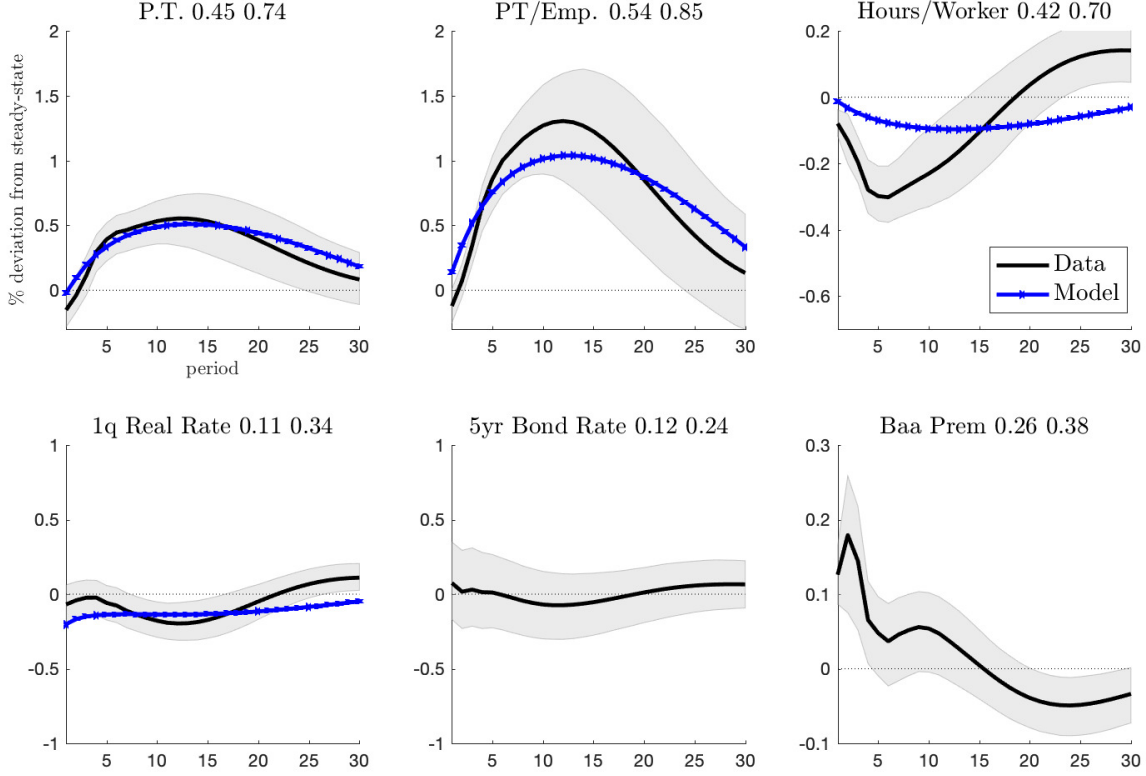 P.T. 0.45 0.74
2
1.5
1
0.5
0
5 10 15 20 25 30
period
% deviation from steady-state
PT/Emp. 0.54 0.85
2
1.5
1
0.5
0
5 10 15 20 25 30
Hours/Worker 0.42 0.70
0.2
0
-0.2
-0.4
-0.6
5 10 15 20 25 30
Data
Model
1q Real Rate 0.11 0.34
1
0.5
0
-0.5
-1
5 10 15 20 25 30
5yr Bond Rate 0.12 0.24
1
0.5
0
-0.5
-1
5 10 15 20 25 30
Baa Prem 0.26 0.38
0.3
0.2
0.1
0
-0.1
5 10 15 20 25 30